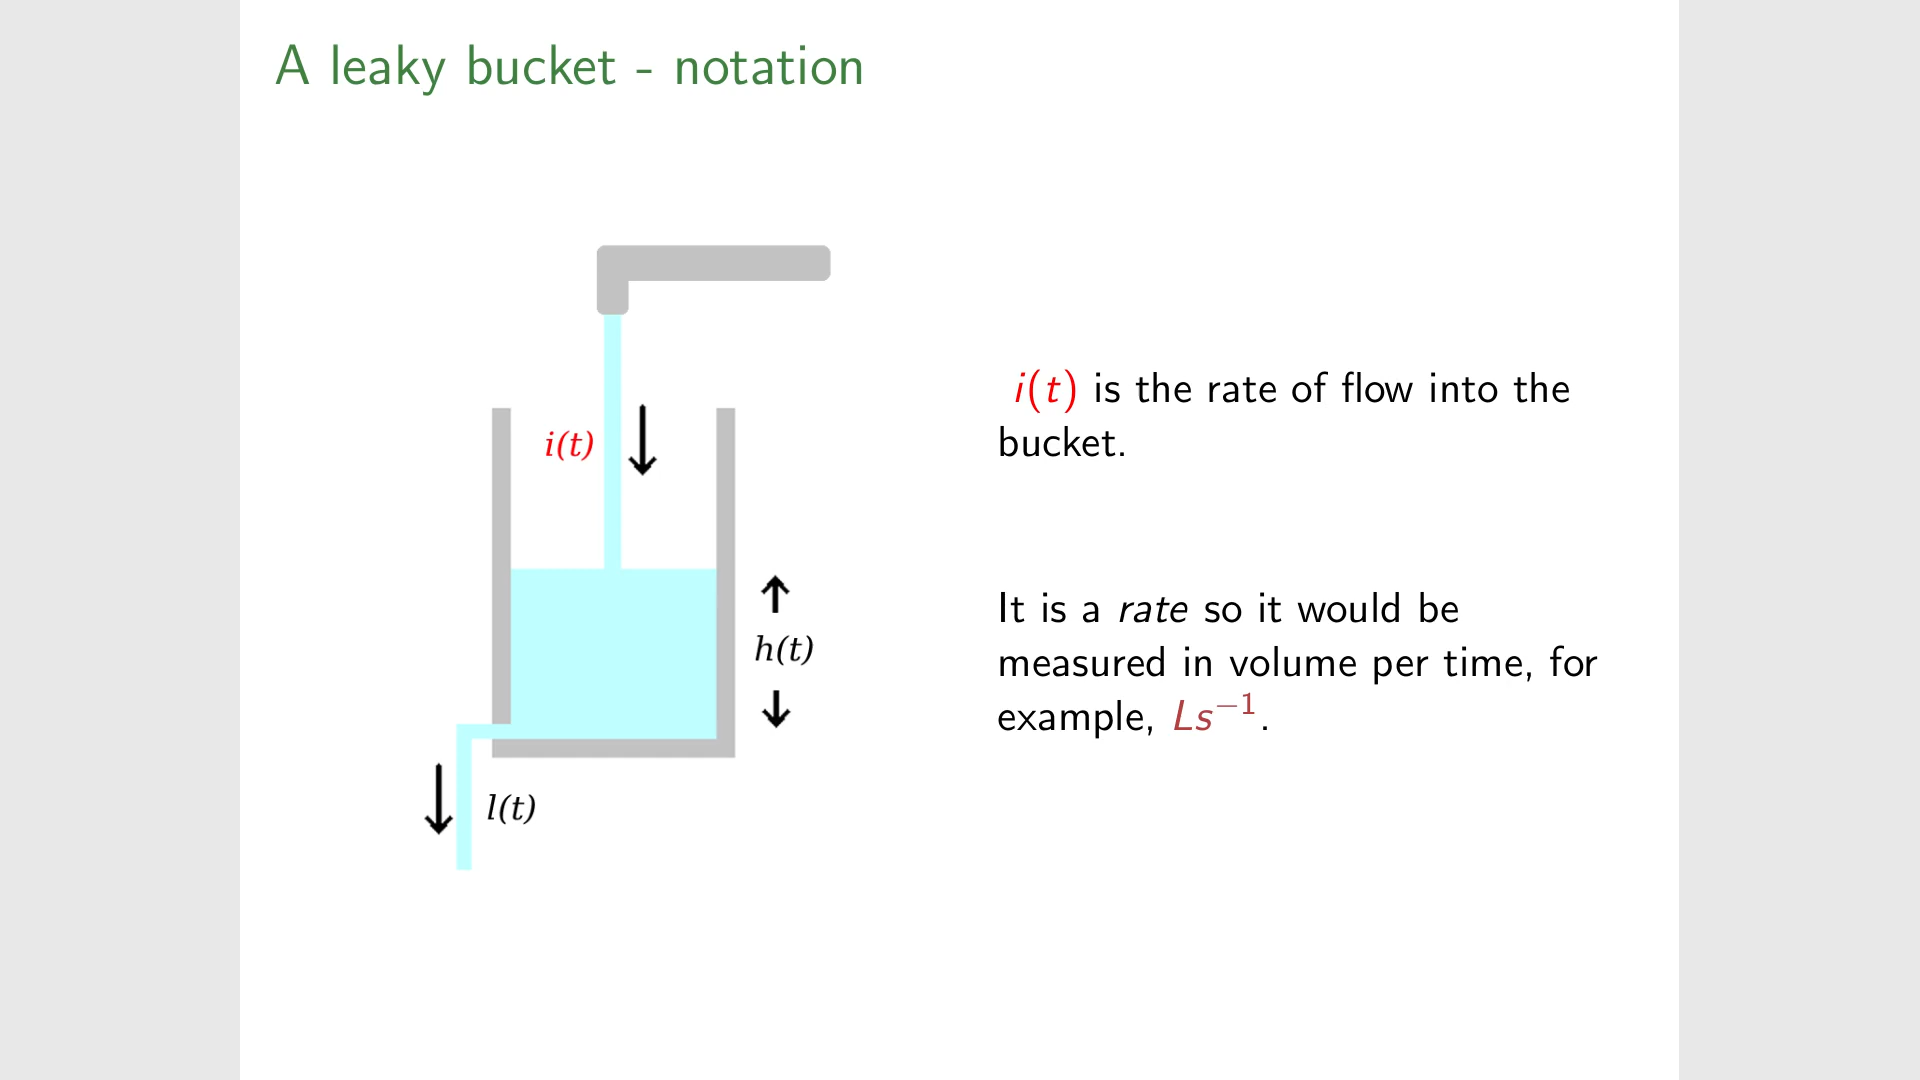 A leaky bucket - notation
i(t)
h(t)
l(t)
i(t) is the rate of flow into the
bucket.
It is a rate so it would be
measured in volume per time, for
example, Ls⁻¹.